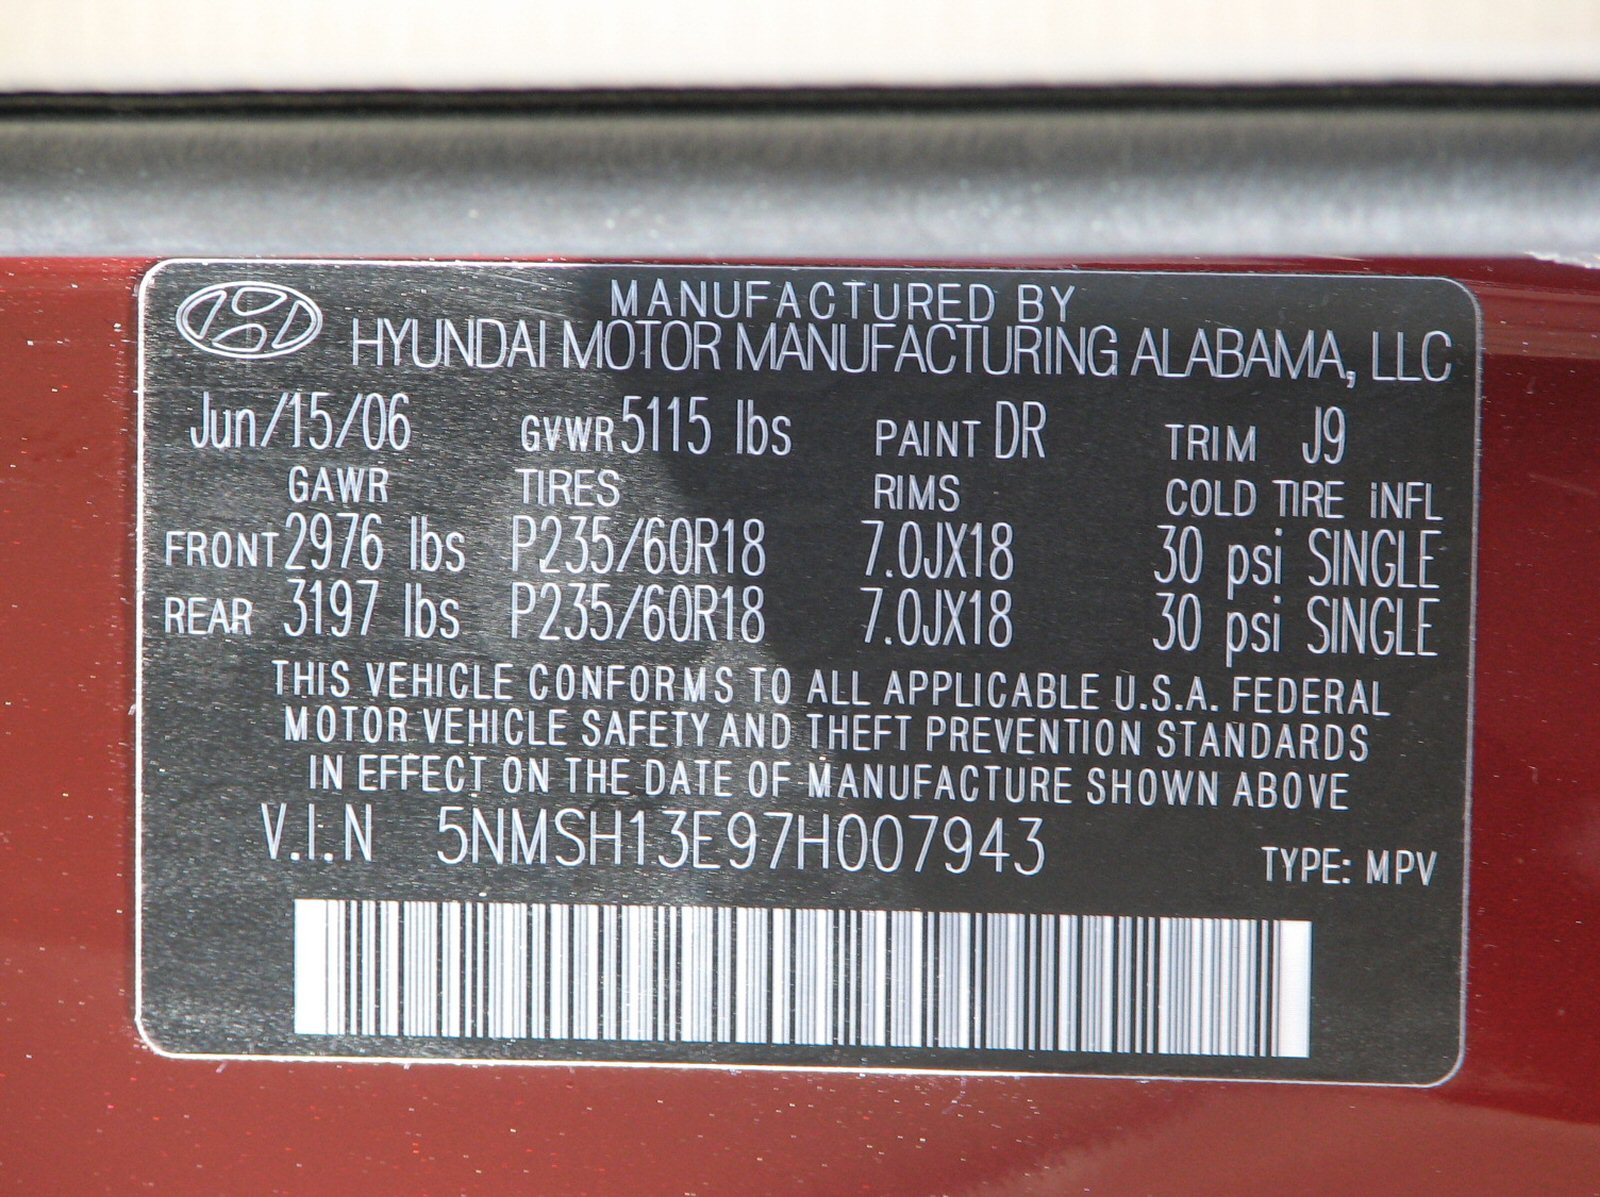 MANUFACTURED BY
HYUNDAI MOTOR MANUFACTURING ALABAMA, LLC
Jun/15/06 GVWR 5115 lbs PAINT DR TRIM J9
GAWR TIRES RIMS COLD TIRE iNFL
FRONT 2976 lbs P235/60R18 7.0JX18 30 psi SINGLE
REAR 3197 lbs P235/60R18 7.0JX18 30 psi SINGLE
THIS VEHICLE CONFORMS TO ALL APPLICABLE U.S.A. FEDERAL
MOTOR VEHICLE SAFETY AND THEFT PREVENTION STANDARDS
IN EFFECT ON THE DATE OF MANUFACTURE SHOWN ABOVE
V.I.N 5NMSH13E97H007943
TYPE: MPV